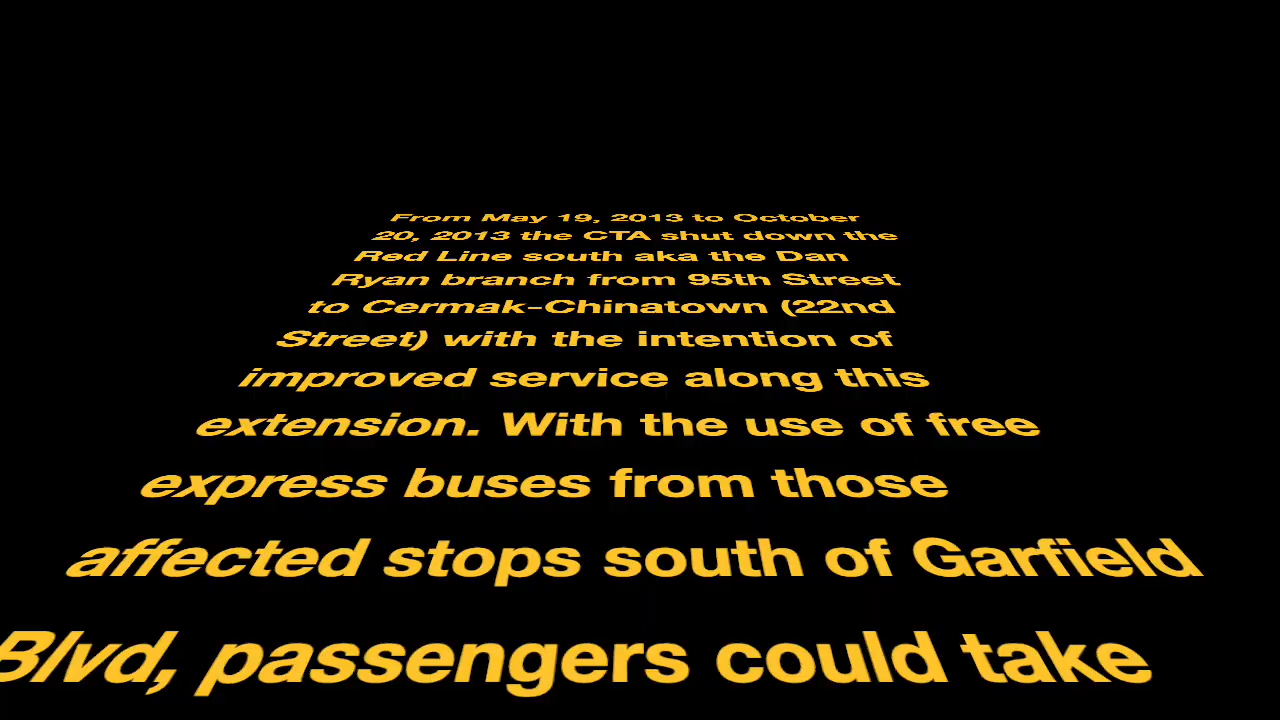 From May 19, 2013 to October
20, 2013 the CTA shut down the
Red Line south aka the Dan
Ryan branch from 95th Street
to Cermak-Chinatown (22nd
Street) with the intention of
improved service along this
extension. With the use of free
express buses from those
affected stops south of Garfield
Blvd, passengers could take